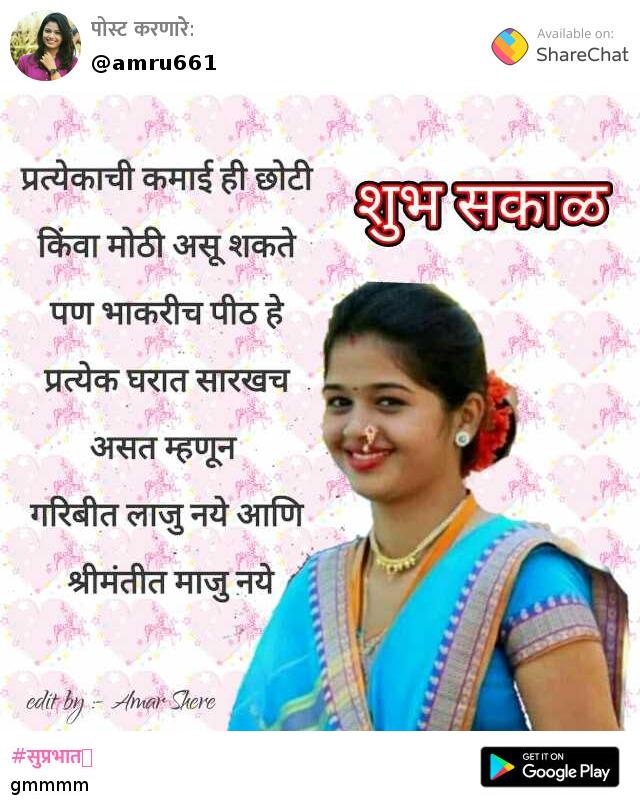 पोस्ट करणारे:
@amru661
Available on:
ShareChat
प्रत्येकाची कमाई ही छोटी
किंवा मोठी असू शकते
पण भाकरीच पीठ हे
प्रत्येक घरात सारखच
असत म्हणून
गरिबीत लाजु नये आणि
श्रीमंतीत माजु नये
शुभ सकाळ
edit by :- Amar Shere
#सुप्रभात
gmmmm
GET IT ON
Google Play